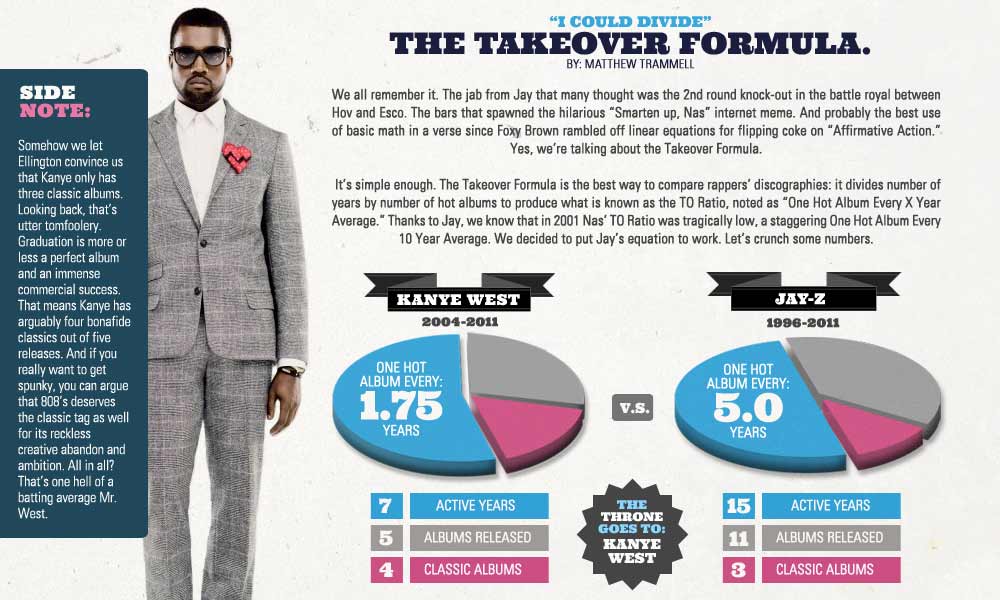 “I COULD DIVIDE”
THE TAKEOVER FORMULA.
BY: MATTHEW TRAMMELL
We all remember it. The jab from Jay that many thought was the 2nd round knock-out in the battle royal between
Hov and Esco. The bars that spawned the hilarious “Smarten up, Nas” internet meme. And probably the best use
of basic math in a verse since Foxy Brown rambled off linear equations for flipping coke on “Affirmative Action.”
Yes, we’re talking about the Takeover Formula.
It’s simple enough. The Takeover Formula is the best way to compare rappers’ discographies: it divides number of
years by number of hot albums to produce what is known as the TO Ratio, noted as “One Hot Album Every X Year
Average.” Thanks to Jay, we know that in 2001 Nas’ TO Ratio was tragically low, a staggering One Hot Album Every
10 Year Average. We decided to put Jay’s equation to work. Let’s crunch some numbers.
SIDE
NOTE:
Somehow we let
Ellington convince us
that Kanye only has
three classic albums.
Looking back, that’s
utter tomfoolery.
Graduation is more or
less a perfect album
and an immense
commercial success.
That means Kanye has
arguably four bonafide
classics out of five
releases. And if you
really want to get
spunky, you can argue
that 808’s deserves
the classic tag as well
for its reckless
creative abandon and
ambition. All in all?
That’s one hell of a
batting average Mr.
West.
KANYE WEST
2004-2011
ONE HOT
ALBUM EVERY:
1.75
YEARS
7 ACTIVE YEARS
5 ALBUMS RELEASED
4 CLASSIC ALBUMS
V.S.
THE
THRONE
GOES TO:
KANYE
WEST
JAY-Z
1996-2011
ONE HOT
ALBUM EVERY:
5.0
YEARS
15 ACTIVE YEARS
11 ALBUMS RELEASED
3 CLASSIC ALBUMS